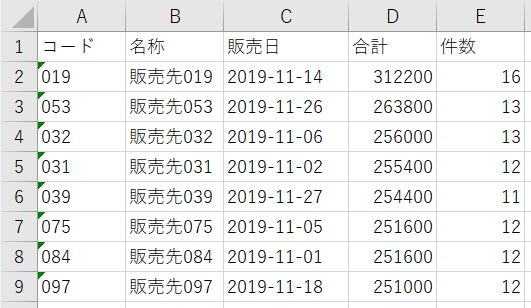 A B C D E
1 コード 名称 販売日 合計 件数
2 019 販売先019 2019-11-14 312200 16
3 053 販売先053 2019-11-26 263800 13
4 032 販売先032 2019-11-06 256000 13
5 031 販売先031 2019-11-02 255400 12
6 039 販売先039 2019-11-27 254400 11
7 075 販売先075 2019-11-05 251600 12
8 084 販売先084 2019-11-01 251600 12
9 097 販売先097 2019-11-18 251000 12